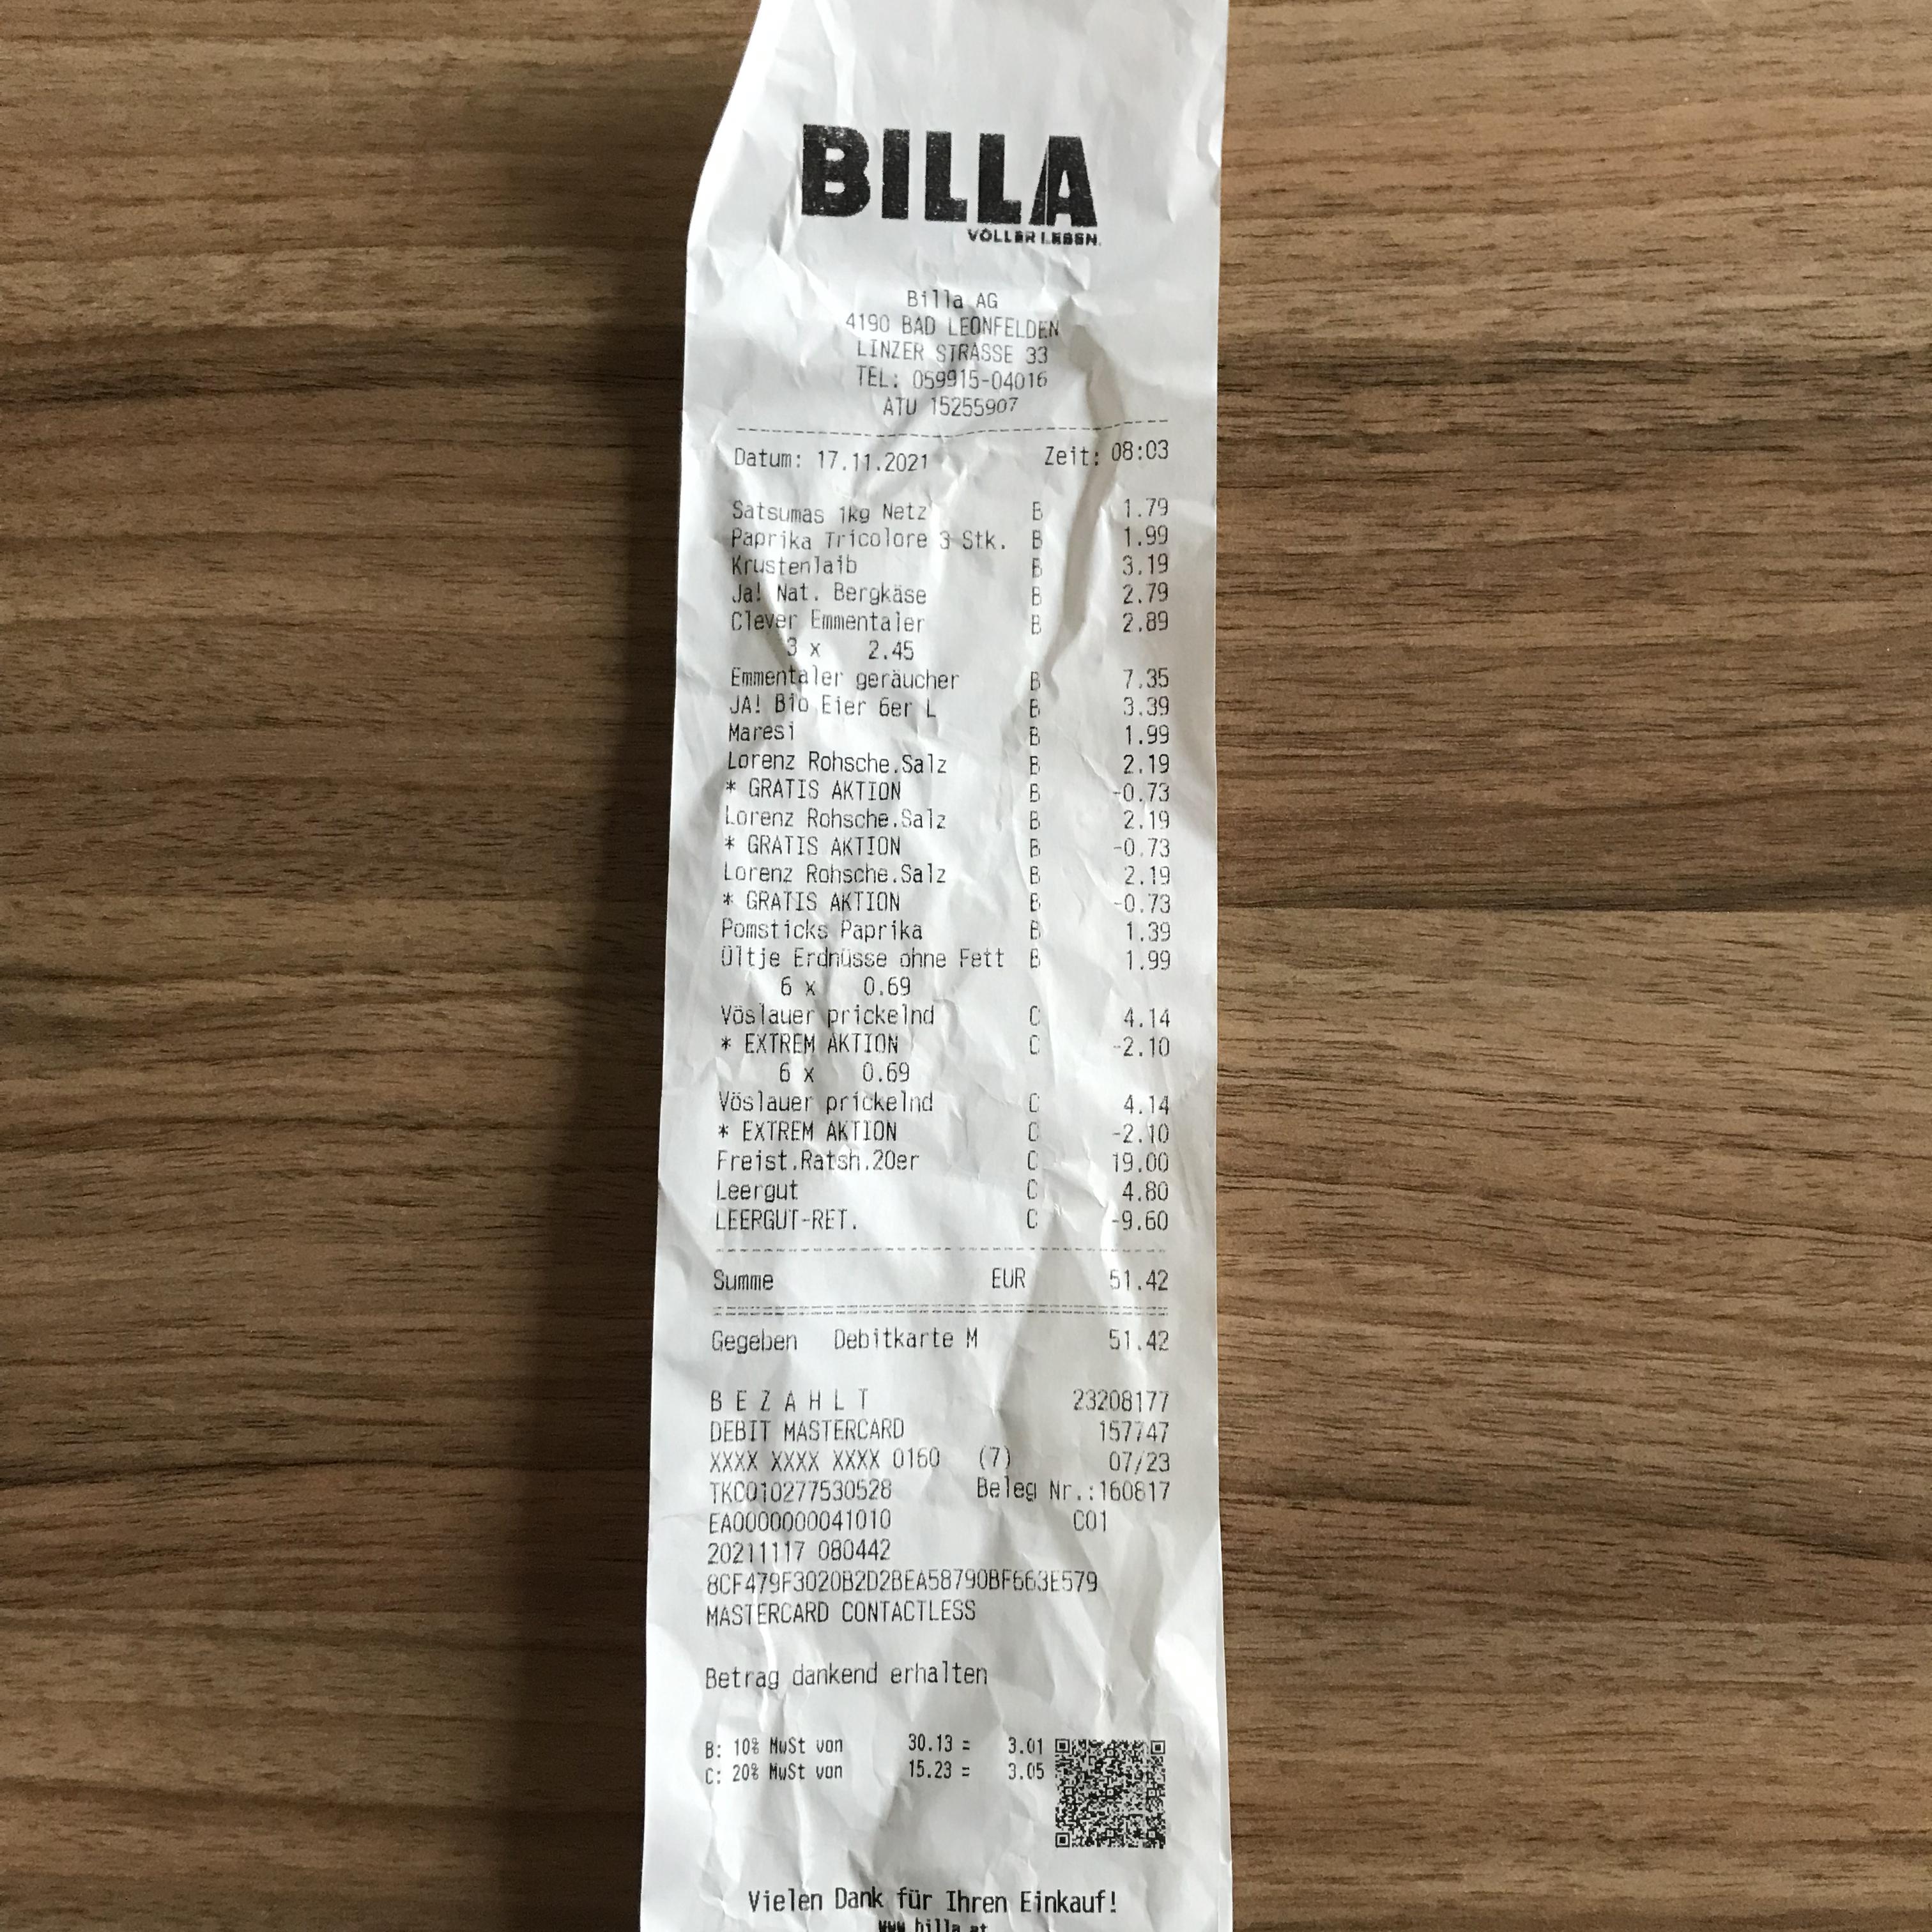 BILLA
VOLLER LEBEN.
Billa AG
4190 BAD LEONFELDEN
LINZER STRASSE 33
TEL: 059915-04016
ATU 15255907
Datum: 17.11.2021 Zeit: 08:03
Satsumas 1kg Netz B 1.79
Paprika Tricolore 3 Stk. B 1.99
Krustenlaib B 3.19
Ja! Nat. Bergkäse B 2.79
Clever Emmentaler B 2.89
3 x 2.45
Emmentaler geräucher B 7.35
JA! Bio Eier 6er L B 3.39
Maresi B 1.99
Lorenz Rohsche.Salz B 2.19
* GRATIS AKTION B -0.73
Lorenz Rohsche.Salz B 2.19
* GRATIS AKTION B -0.73
Lorenz Rohsche.Salz B 2.19
* GRATIS AKTION B -0.73
Pomsticks Paprika B 1.39
Ültje Erdnüsse ohne Fett B 1.99
6 x 0.69
Vöslauer prickelnd C 4.14
* EXTREM AKTION C -2.10
6 x 0.69
Vöslauer prickelnd C 4.14
* EXTREM AKTION C -2.10
Freist.Ratsh.20er C 19.00
Leergut C 4.80
LEERGUT-RET. C -9.60
Summe EUR 51.42
Gegeben Debitkarte M 51.42
B E Z A H L T 23208177
DEBIT MASTERCARD 157747
XXXX XXXX XXXX 0160 (7) 07/23
TKC010277530528 Beleg Nr.:160817
EA0000000041010 C01
20211117 080442
8CF479F3020B2D2BEA58790BF663E579
MASTERCARD CONTACTLESS
Betrag dankend erhalten
B: 10% MwSt von 30.13 = 3.01
C: 20% MwSt von 15.23 = 3.05
Vielen Dank für Ihren Einkauf!
www.billa.at